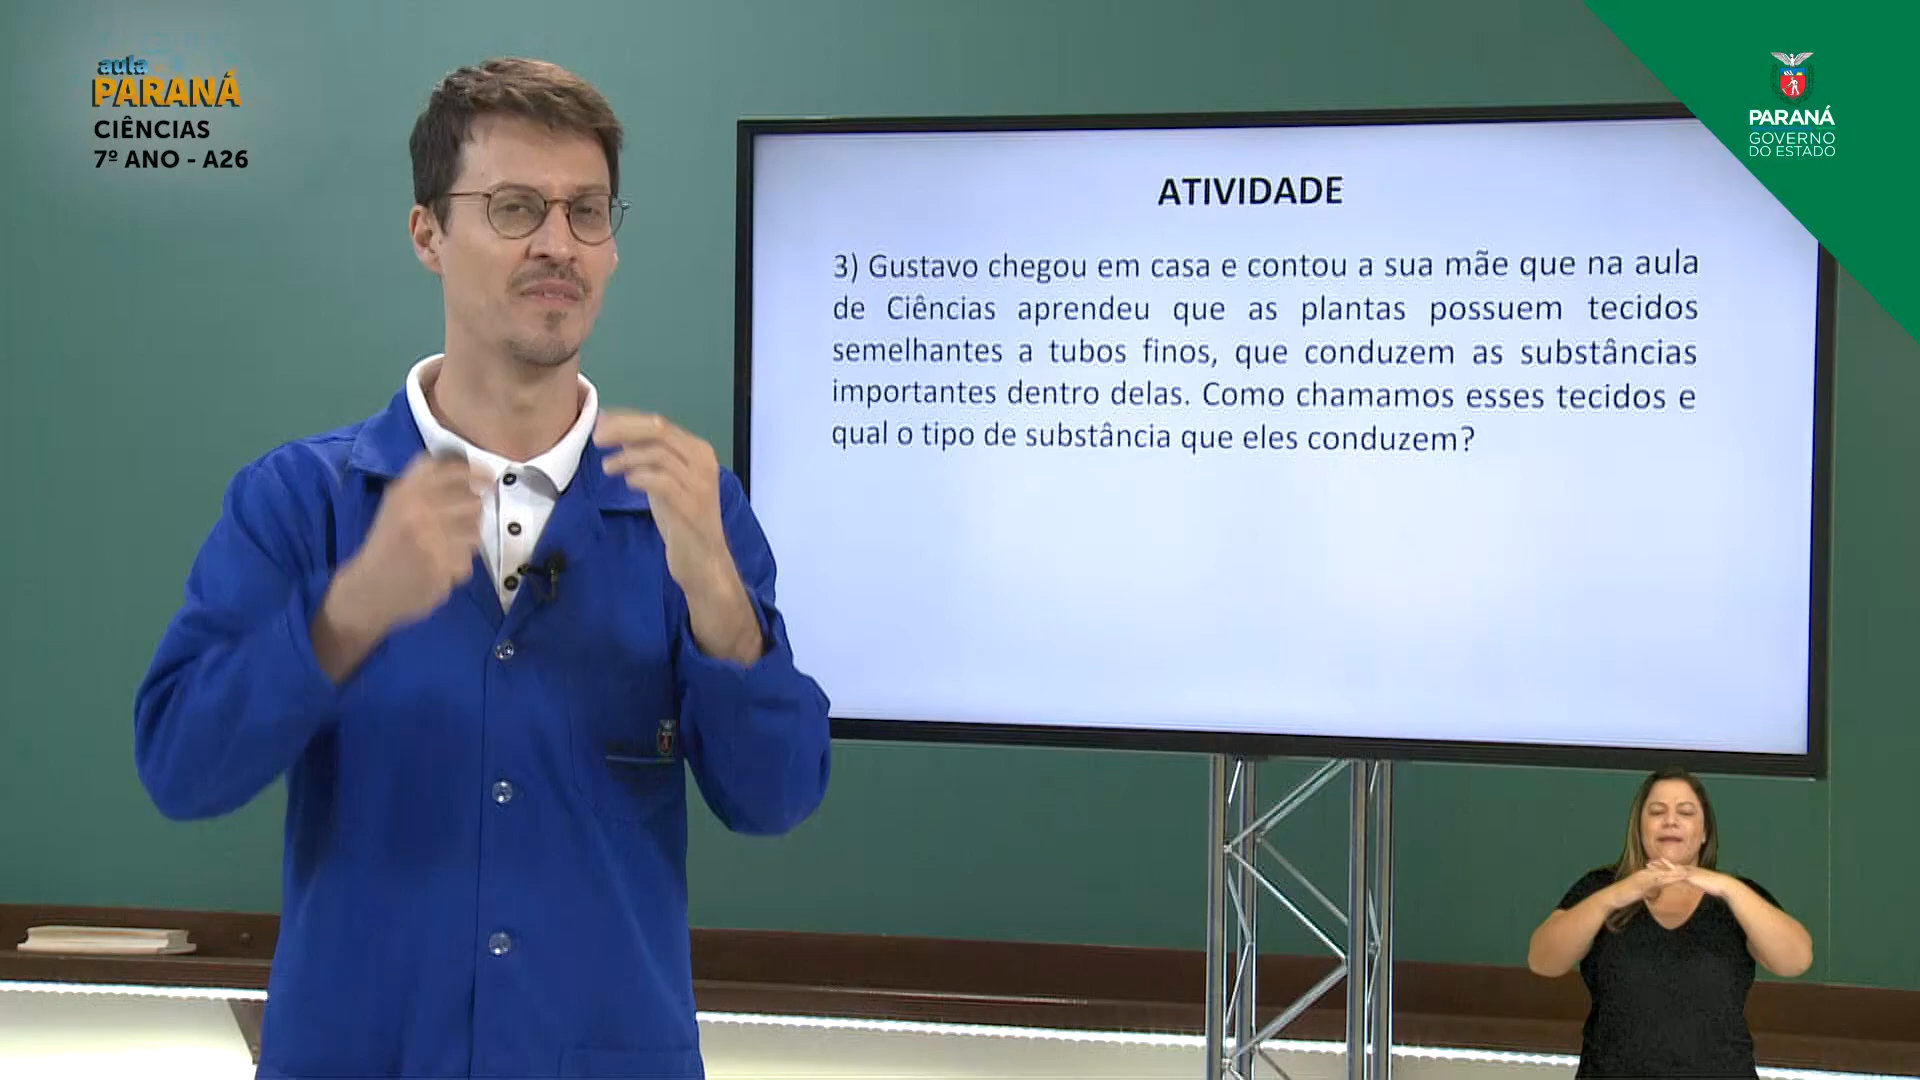 aula
PARANÁ
CIÊNCIAS
7º ANO - A26
PARANÁ
GOVERNO
DO ESTADO
ATIVIDADE
3) Gustavo chegou em casa e contou a sua mãe que na aula
de Ciências aprendeu que as plantas possuem tecidos
semelhantes a tubos finos, que conduzem as substâncias
importantes dentro delas. Como chamamos esses tecidos e
qual o tipo de substância que eles conduzem?